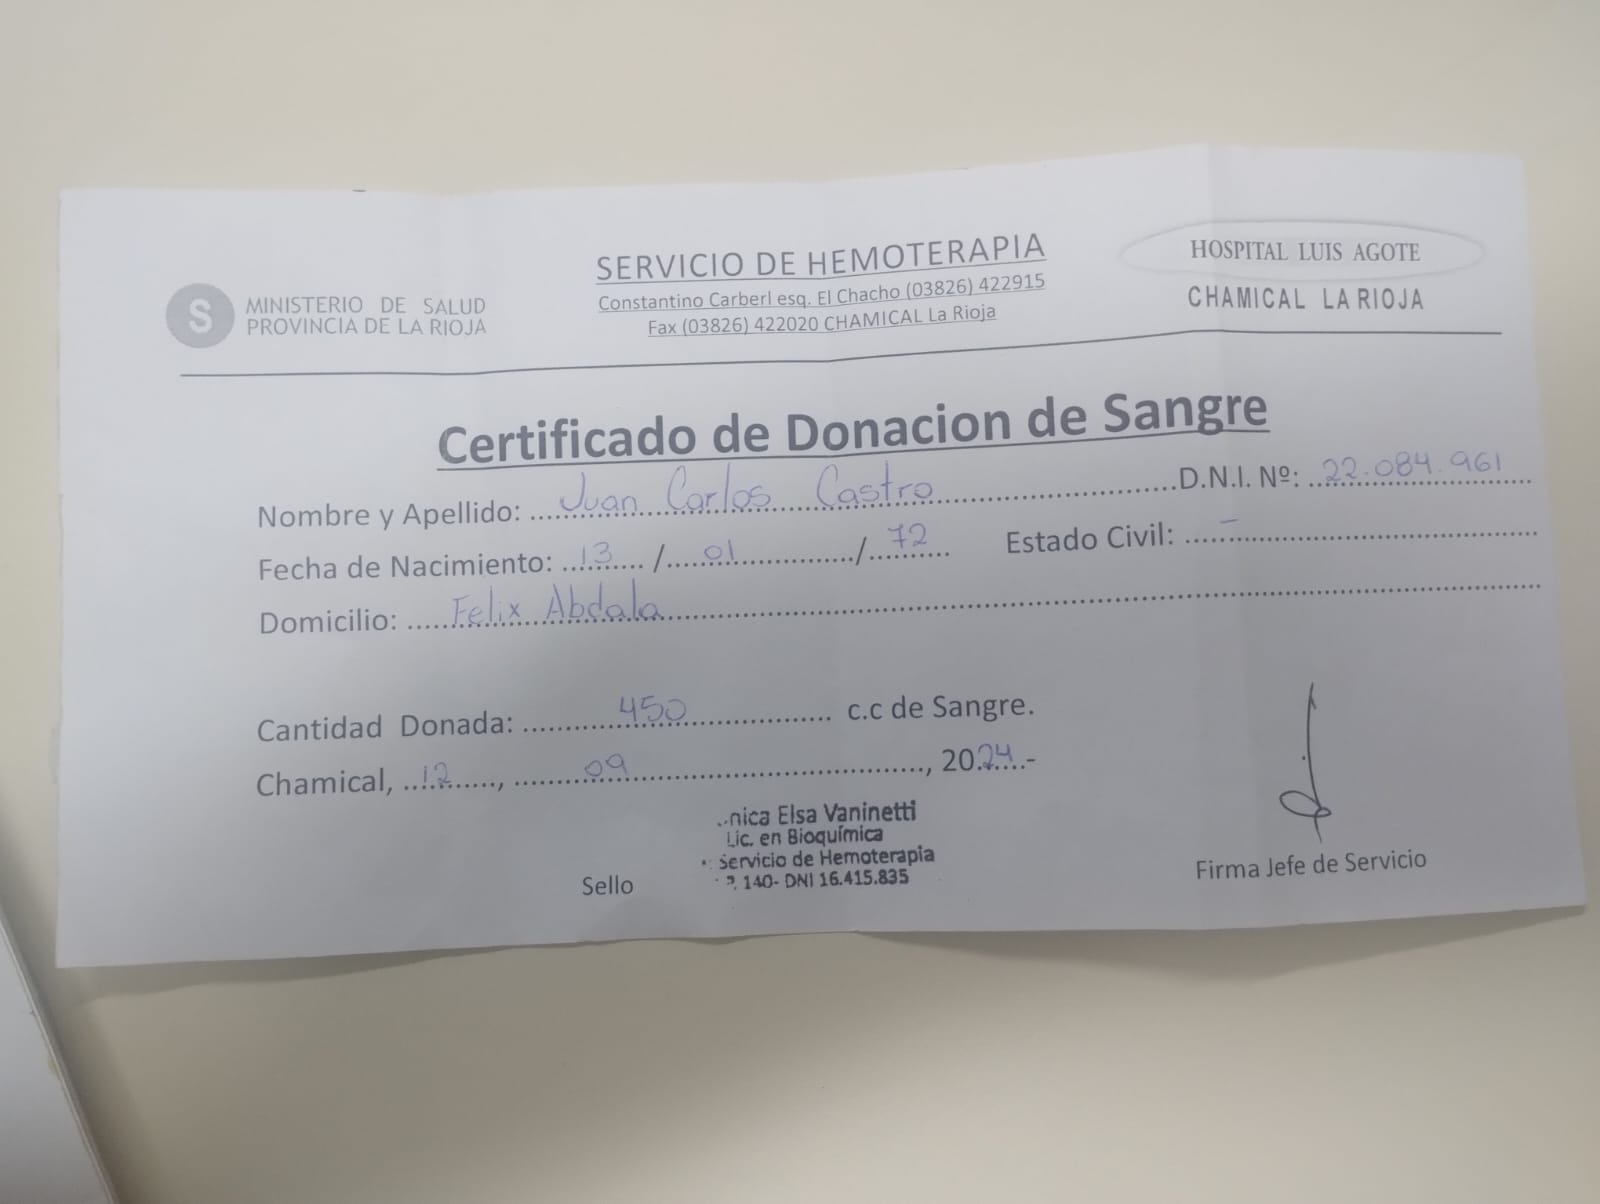 S
MINISTERIO DE SALUD
PROVINCIA DE LA RIOJA
SERVICIO DE HEMOTERAPIA
Constantino Carberl esq. El Chacho (03826) 422915
Fax (03826) 422020 CHAMICAL La Rioja
HOSPITAL LUIS AGOTE
CHAMICAL LA RIOJA
Certificado de Donacion de Sangre
Nombre y Apellido: Juan Carlos Castro D.N.I. Nº: 22.084.961
Fecha de Nacimiento: 13 / 01 / 72 Estado Civil: –
Domicilio: Felix Abdala
Cantidad Donada: 450 c.c de Sangre.
Chamical, 12, 09, 2024.-
Elsa Vaninetti
Lic. en Bioquímica
Servicio de Hemoterapia
140- DNI 16.415.835
Sello
Firma Jefe de Servicio